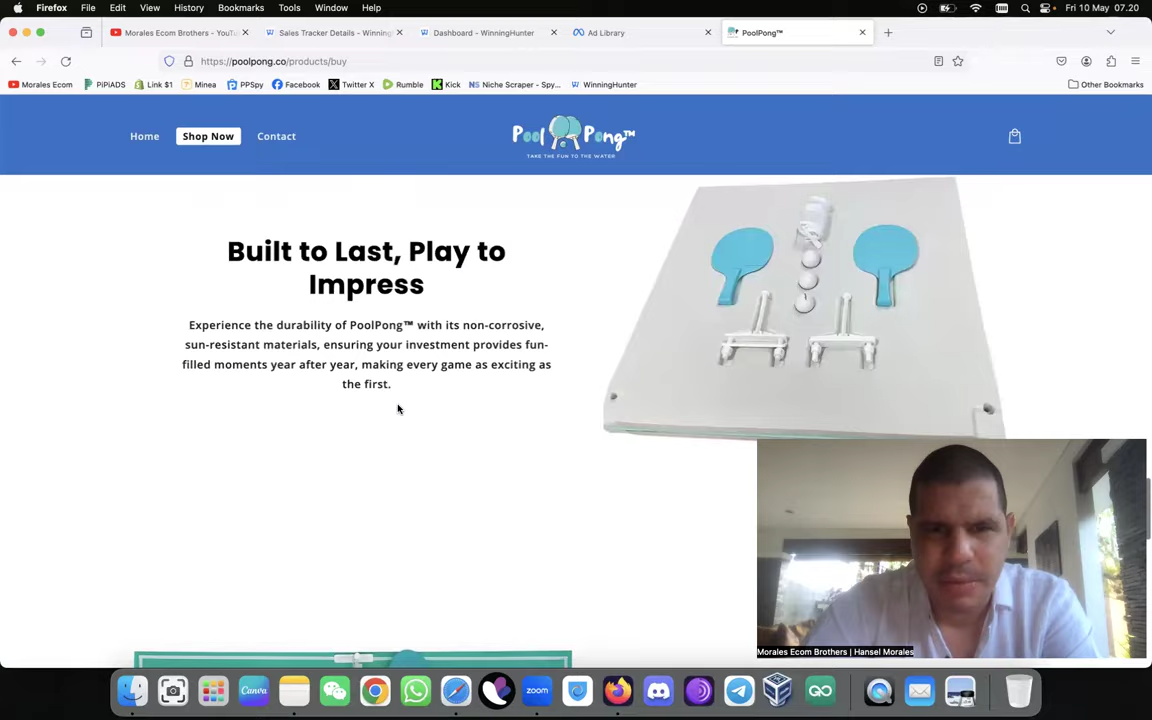 Firefox File Edit View History Bookmarks Tools Window Help Fri 10 May 07.20
Morales Ecom Brothers - YouTu Sales Tracker Details - Winning Dashboard - WinningHunter Ad Library PoolPong™
https://poolpong.co/products/buy
Morales Ecom PiPiADS Link $1 Minea PPSpy Facebook Twitter X Rumble Kick Niche Scraper - Spy... WinningHunter Other Bookmarks
Home Shop Now Contact
Pool Pong™
TAKE THE FUN TO THE WATER
Built to Last, Play to
Impress
Experience the durability of PoolPong™ with its non-corrosive,
sun-resistant materials, ensuring your investment provides fun-
filled moments year after year, making every game as exciting as
the first.
Morales Ecom Brothers | Hansel Morales
Canva
zoom